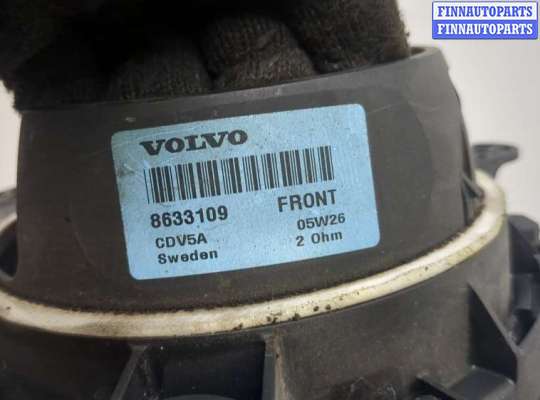 FINNAUTOPARTS
FINNAUTOPARTS
VOLVO
8633109 FRONT
CDV5A 05W26
Sweden 2 Ohm